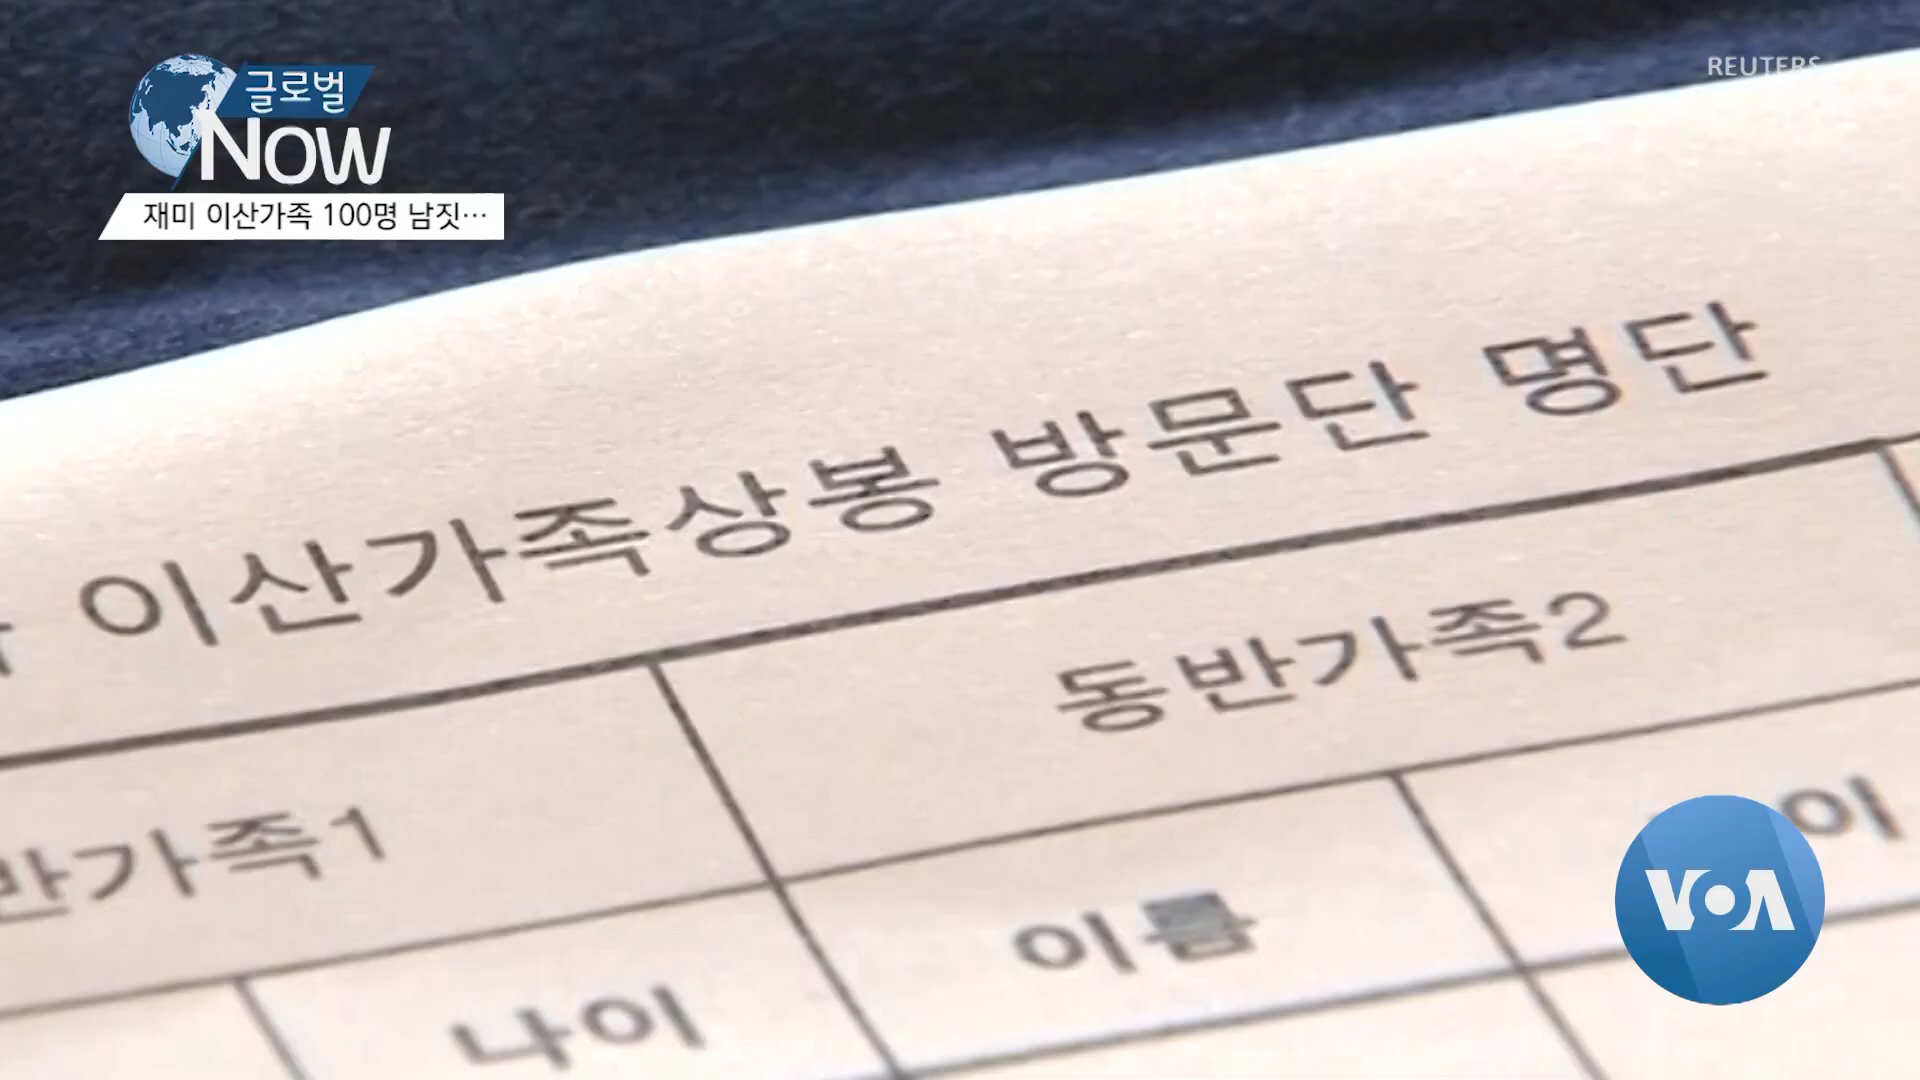 글로벌
Now
재미 이산가족 100명 남짓…
REUTERS
이산가족상봉 방문단 명단
반가족1
동반가족2
나이
이름
이
VOA